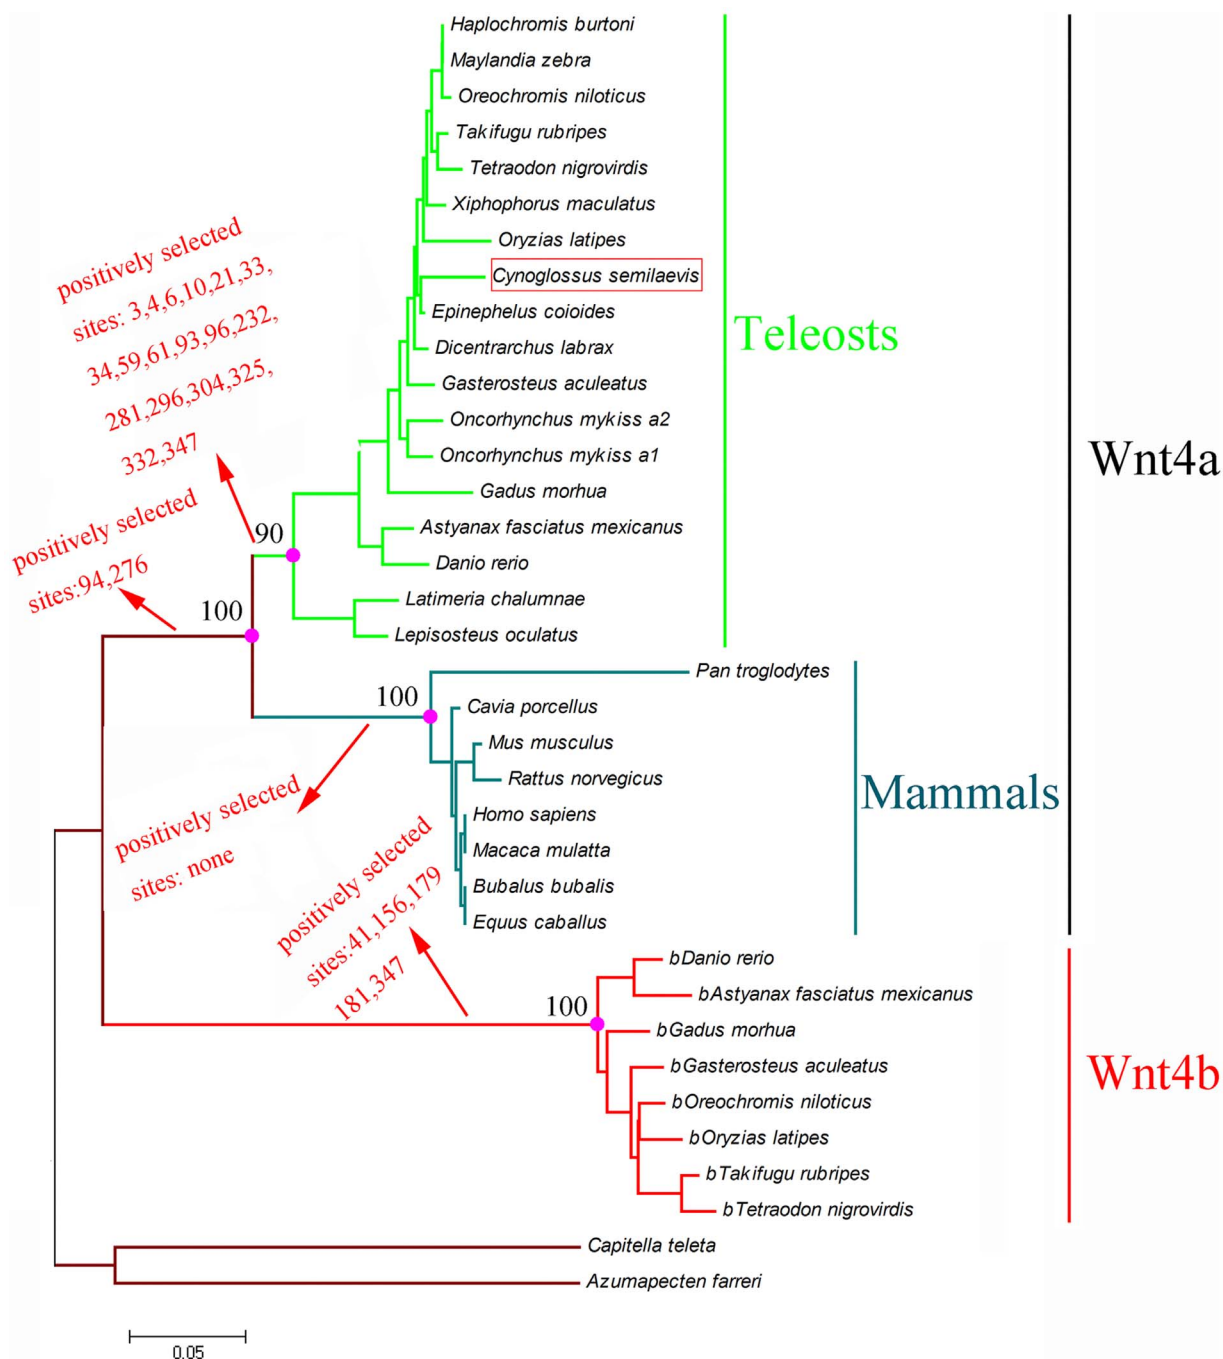 Haplochromis burtoni
Maylandia zebra
Oreochromis niloticus
Takifugu rubripes
Tetraodon nigrovirdis
Xiphophorus maculatus
Oryzias latipes
Cynoglossus semilaevis
Epinephelus coioides
Dicentrarchus labrax
Gasterosteus aculeatus
Oncorhynchus mykiss a2
Oncorhynchus mykiss a1
Gadus morhua
Astyanax fasciatus mexicanus
Danio rerio
Latimeria chalumnae
Lepisosteus oculatus
Teleosts
positively selected
sites: 3,4,6,10,21,33,
34,59,61,93,96,232,
281,296,304,325,
332,347
90
positively selected
sites:94,276
100
Wnt4a
Pan troglodytes
Cavia porcellus
Mus musculus
Rattus norvegicus
Homo sapiens
Macaca mulatta
Bubalus bubalis
Equus caballus
100
Mammals
positively selected
sites: none
positively selected
sites:41,156,179
181,347
bDanio rerio
bAstyanax fasciatus mexicanus
bGadus morhua
bGasterosteus aculeatus
bOreochromis niloticus
bOryzias latipes
bTakifugu rubripes
bTetraodon nigrovirdis
100
Wnt4b
Capitella teleta
Azumapecten farreri
0.05